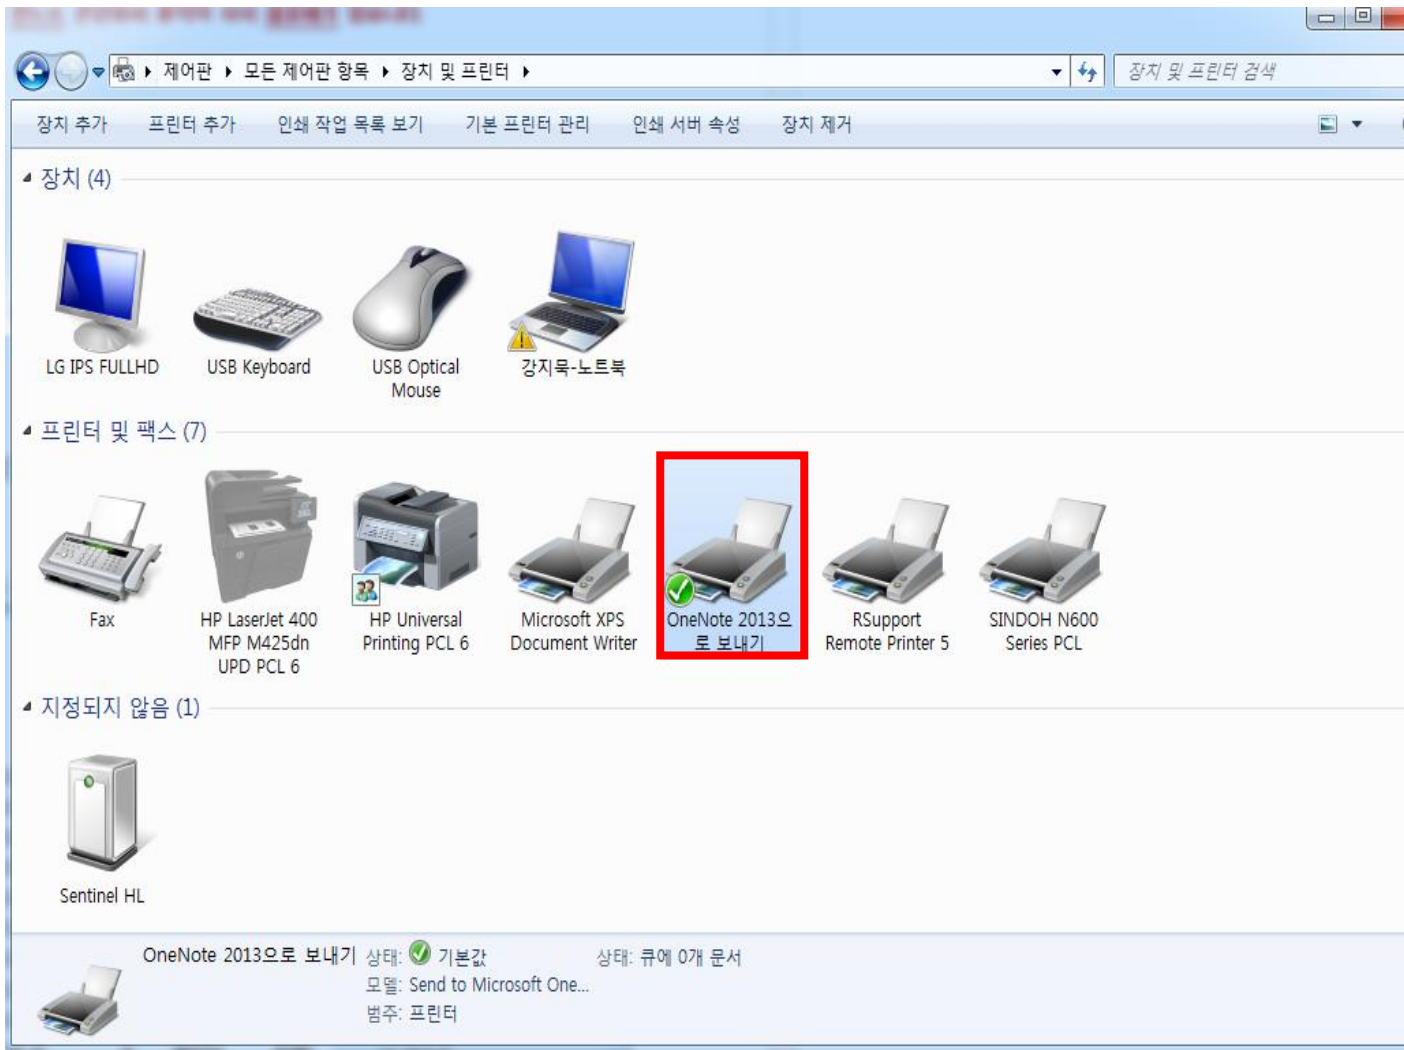 제어판 ▸ 모든 제어판 항목 ▸ 장치 및 프린터 ▸
장치 및 프린터 검색
장치 추가 프린터 추가 인쇄 작업 목록 보기 기본 프린터 관리 인쇄 서버 속성 장치 제거
장치 (4)
LG IPS FULLHD
USB Keyboard
USB Optical
Mouse
강지묵-노트북
프린터 및 팩스 (7)
Fax
HP LaserJet 400
MFP M425dn
UPD PCL 6
HP Universal
Printing PCL 6
Microsoft XPS
Document Writer
OneNote 2013으
로 보내기
RSupport
Remote Printer 5
SINDOH N600
Series PCL
지정되지 않음 (1)
Sentinel HL
OneNote 2013으로 보내기 상태: 기본값 상태: 큐에 0개 문서
모델: Send to Microsoft One...
범주: 프린터